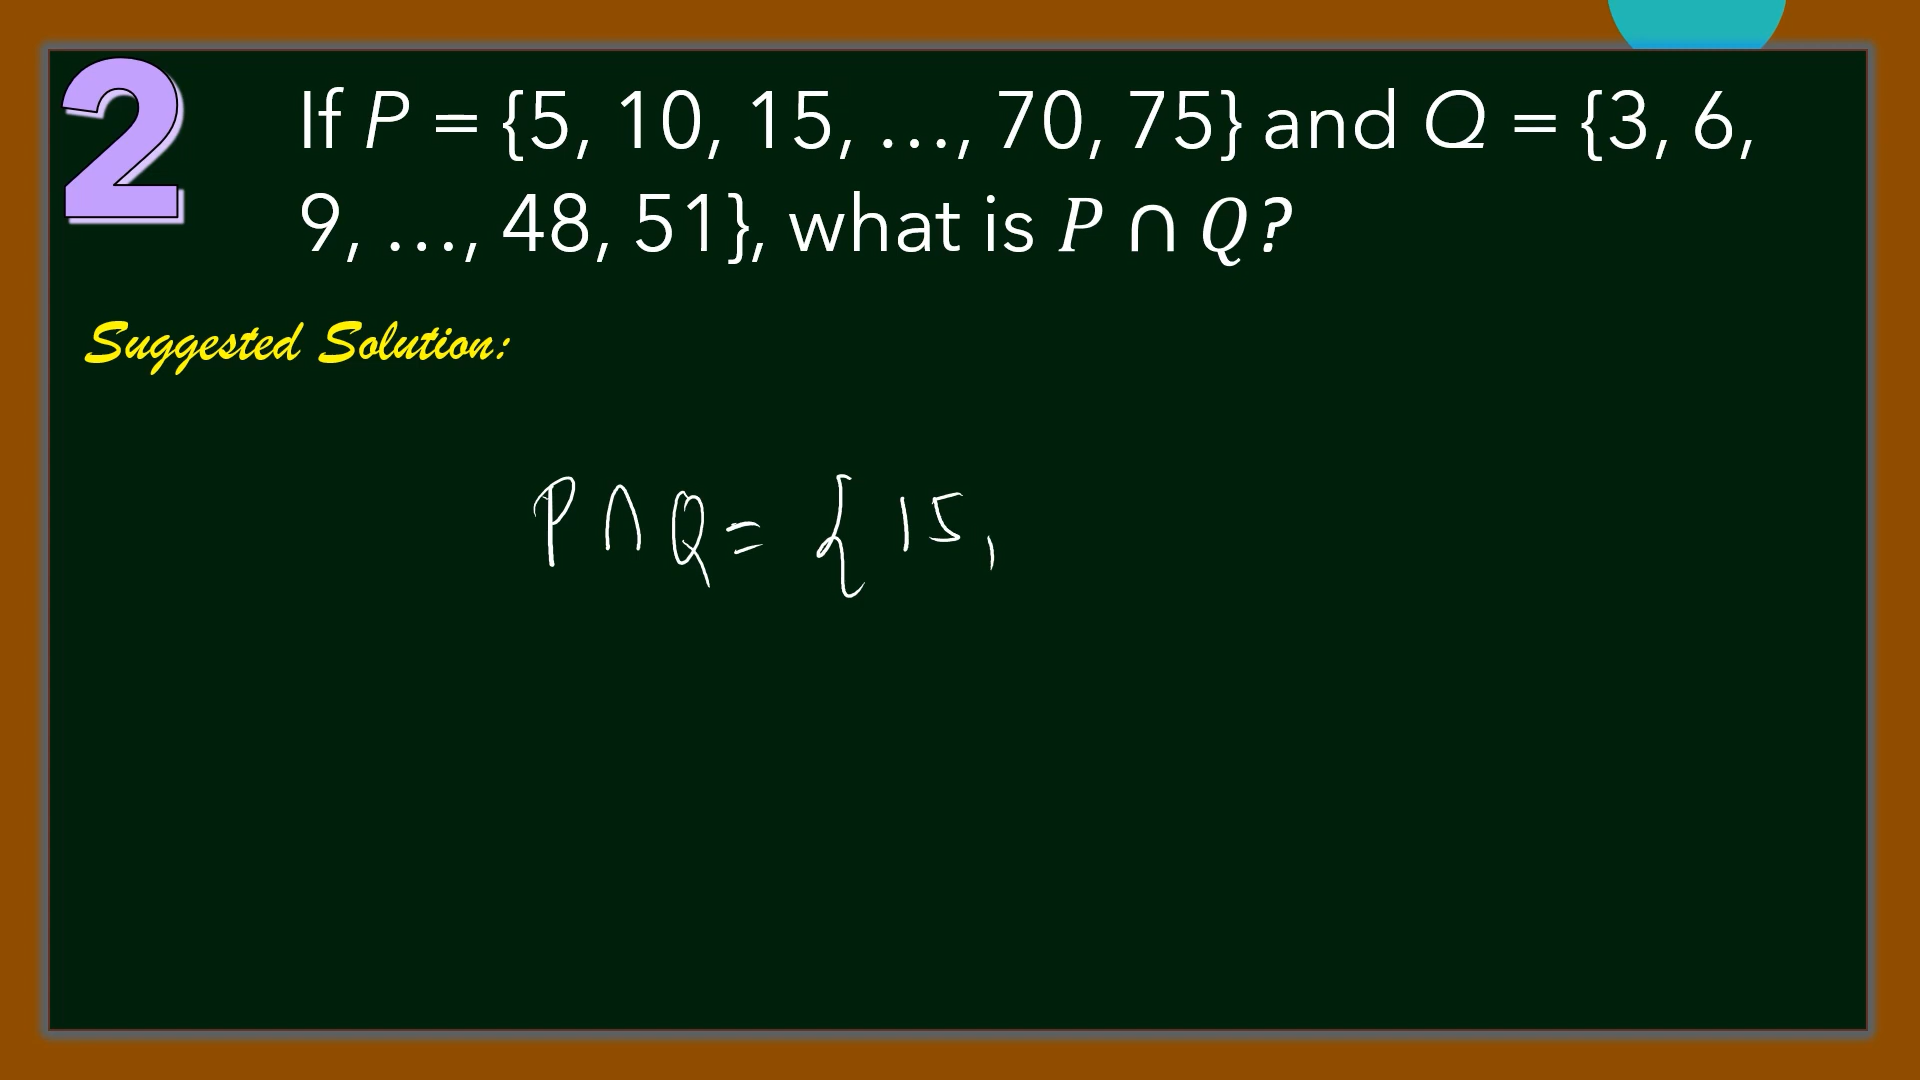 2
If P = {5, 10, 15, …, 70, 75} and Q = {3, 6,
9, …, 48, 51}, what is P ∩ Q?
Suggested Solution:
P ∩ Q = { 15,